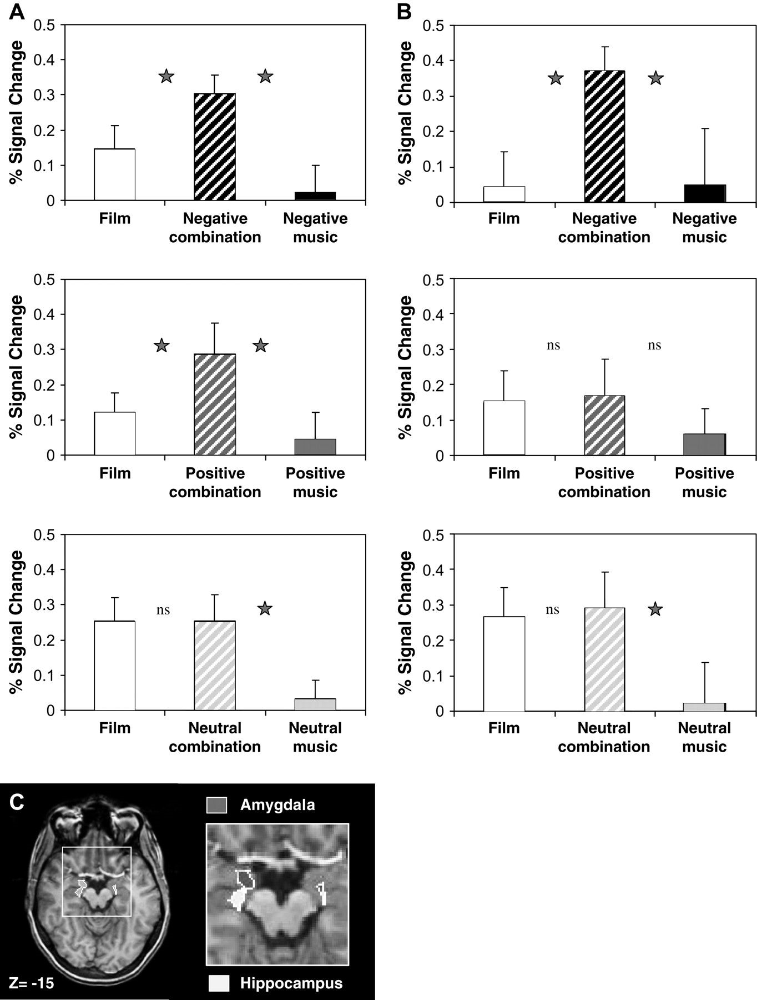 A
% Signal Change
0.5
0.4
0.3
0.2
0.1
0
Film
Negative combination
Negative music
B
% Signal Change
0.5
0.4
0.3
0.2
0.1
0
Film
Negative combination
Negative music
% Signal Change
0.5
0.4
0.3
0.2
0.1
0
Film
Positive combination
Positive music
% Signal Change
0.5
0.4
0.3
0.2
0.1
0
ns
ns
Film
Positive combination
Positive music
% Signal Change
0.5
0.4
0.3
0.2
0.1
0
ns
Film
Neutral combination
Neutral music
% Signal Change
0.5
0.4
0.3
0.2
0.1
0
ns
Film
Neutral combination
Neutral music
C
Amygdala
Z= -15
Hippocampus